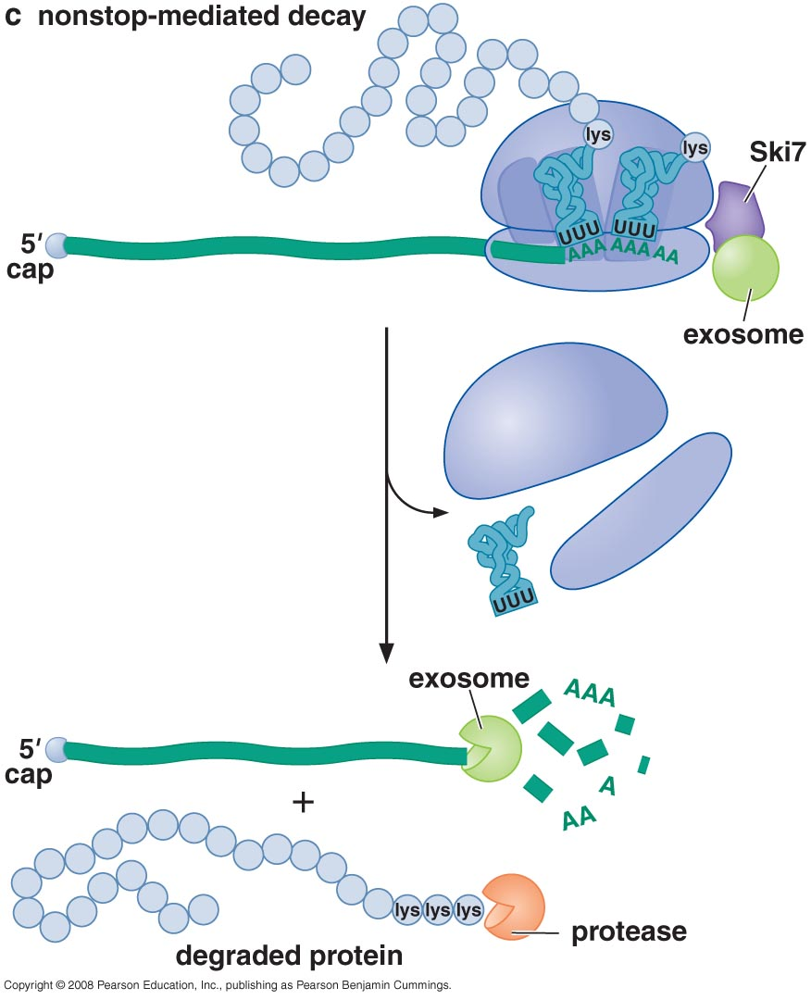 c nonstop-mediated decay
lys
lys
Ski7
UUU
UUU
AAA AAA AA
5′
cap
exosome
UUU
exosome
AAA
5′
cap
A
AA
+
lys lys lys
protease
degraded protein
Copyright © 2008 Pearson Education, Inc., publishing as Pearson Benjamin Cummings.